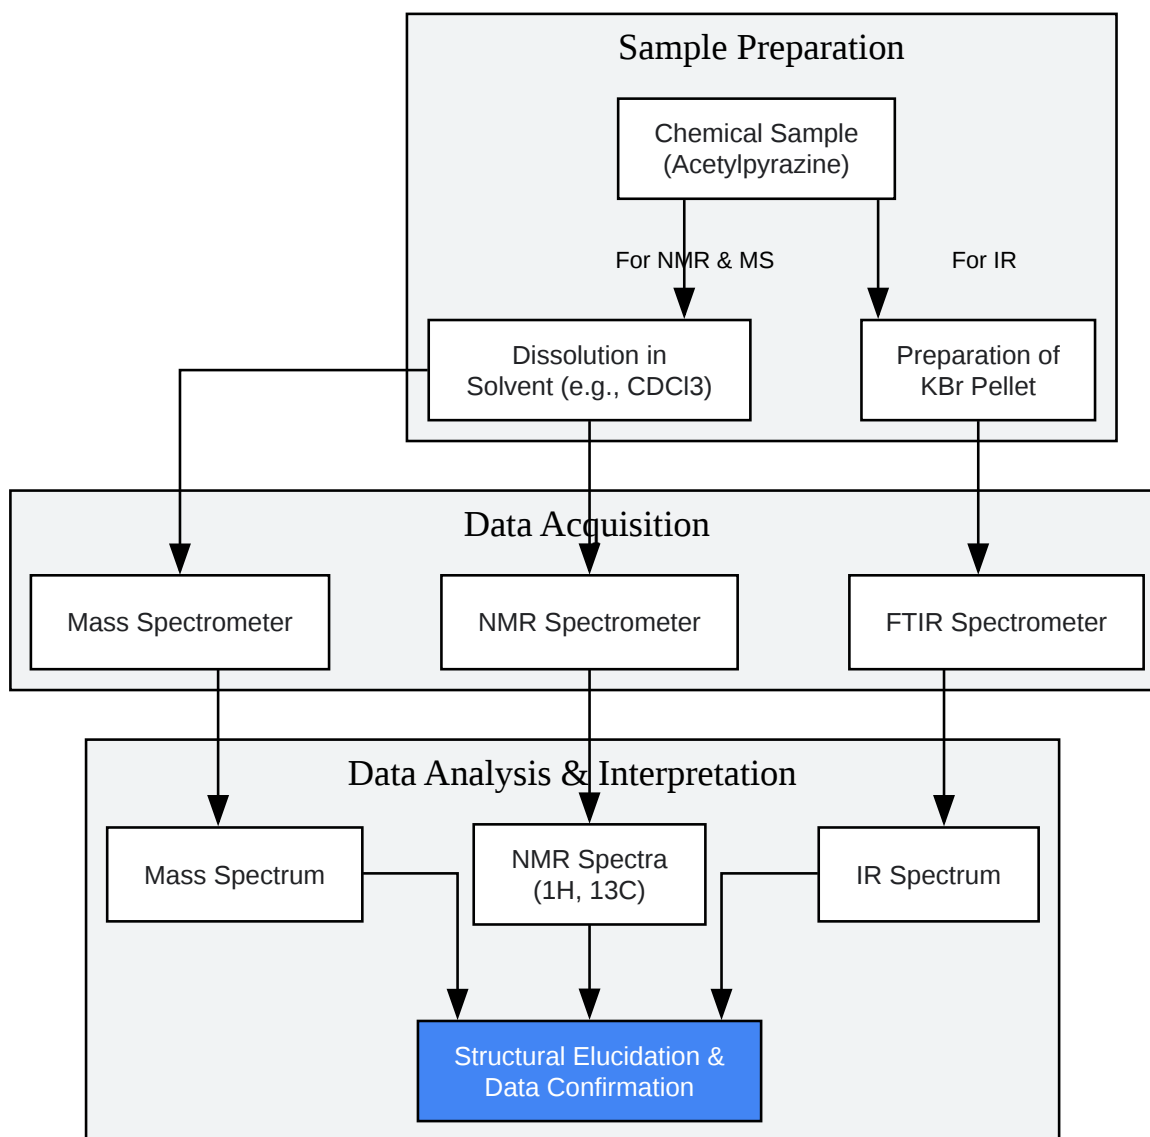 Sample Preparation
Chemical Sample
(Acetylpyrazine)
For NMR & MS
For IR
Dissolution in
Solvent (e.g., CDCl3)
Preparation of
KBr Pellet
Data Acquisition
Mass Spectrometer
NMR Spectrometer
FTIR Spectrometer
Data Analysis & Interpretation
Mass Spectrum
NMR Spectra
(1H, 13C)
IR Spectrum
Structural Elucidation &
Data Confirmation